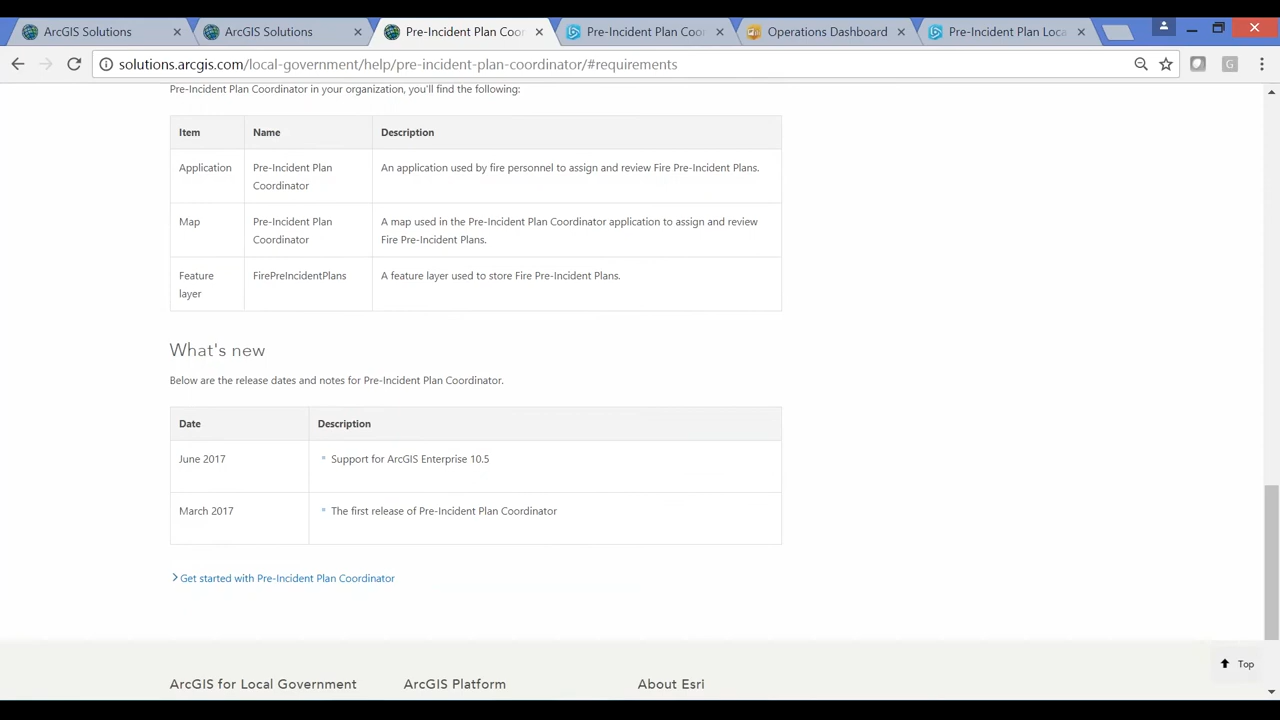 ArcGIS Solutions
ArcGIS Solutions
Pre-Incident Plan Coor
Pre-Incident Plan Coor
Operations Dashboard
Pre-Incident Plan Loca
solutions.arcgis.com/local-government/help/pre-incident-plan-coordinator/#requirements
Pre-Incident Plan Coordinator in your organization, you'll find the following:
Item Name Description
Application Pre-Incident Plan An application used by fire personnel to assign and review Fire Pre-Incident Plans.
Coordinator
Map Pre-Incident Plan A map used in the Pre-Incident Plan Coordinator application to assign and review
Coordinator Fire Pre-Incident Plans.
Feature FirePreIncidentPlans A feature layer used to store Fire Pre-Incident Plans.
layer
What's new
Below are the release dates and notes for Pre-Incident Plan Coordinator.
Date Description
June 2017 Support for ArcGIS Enterprise 10.5
March 2017 The first release of Pre-Incident Plan Coordinator
Get started with Pre-Incident Plan Coordinator
Top
ArcGIS for Local Government ArcGIS Platform About Esri